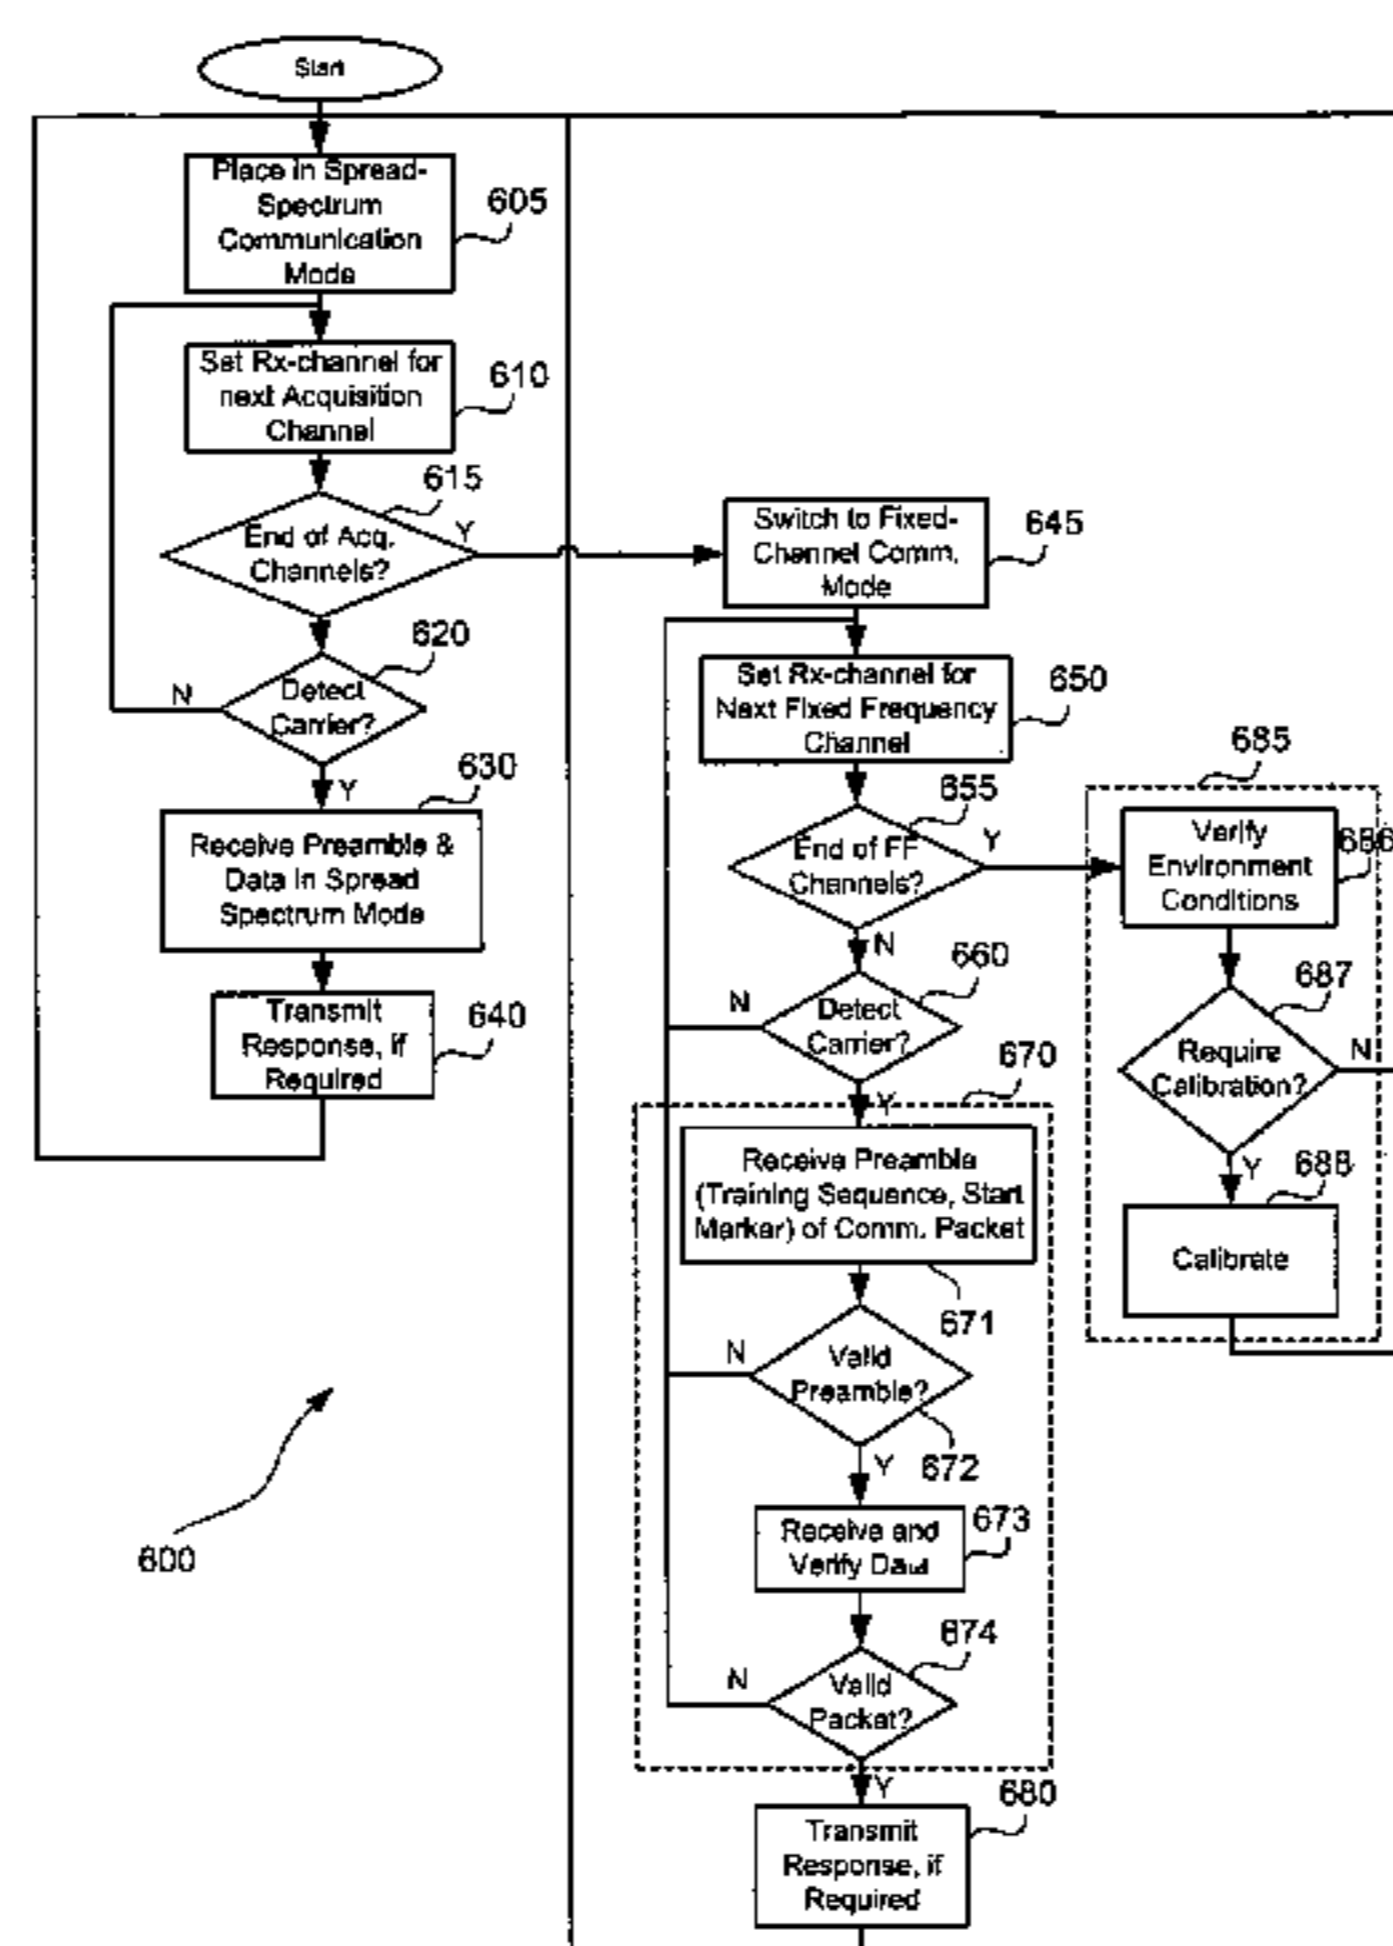 Start
Place in Spread-
Spectrum
Communication
Mode
605
Set Rx-channel for
next Acquisition
Channel
610
615
End of Acq.
Channels?
Y
620
Detect
Carrier?
N
Y
630
Receive Preamble &
Data in Spread
Spectrum Mode
Transmit
Response, if
Required
640
600
Switch to Fixed-
Channel Comm.
Mode
645
Set Rx-channel for
Next Fixed Frequency
Channel
650
655
End of FF
Channels?
Y
N
660
Detect
Carrier?
N
Y
670
Receive Preamble
(Training Sequence, Start
Marker) of Comm. Packet
671
Valid
Preamble?
N
Y
672
Receive and
Verify Data
673
674
Valid
Packet?
N
Y
680
Transmit
Response, if
Required
685
Verify
Environment
Conditions
686
687
Require
Calibration?
N
Y
688
Calibrate